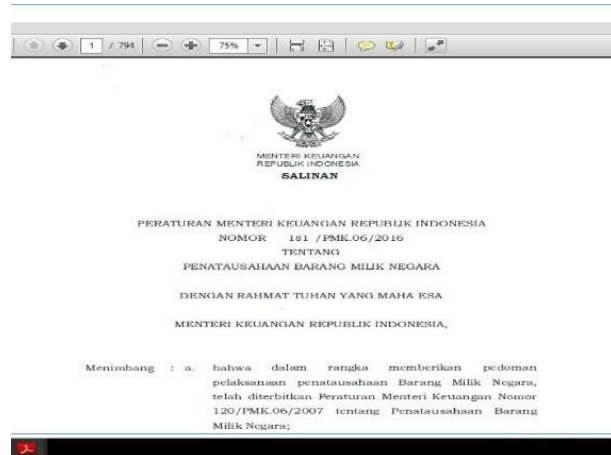 1 / 794 75%
MENTERI KEUANGAN
REPUBLIK INDONESIA
SALINAN
PERATURAN MENTERI KEUANGAN REPUBLIK INDONESIA
NOMOR 181 /PMK.06/2016
TENTANG
PENATAUSAHAAN BARANG MILIK NEGARA
DENGAN RAHMAT TUHAN YANG MAHA ESA
MENTERI KEUANGAN REPUBLIK INDONESIA,
Menimbang : a. bahwa dalam rangka memberikan pedoman
pelaksanaan penatausahaan Barang Milik Negara,
telah diterbitkan Peraturan Menteri Keuangan Nomor
120/PMK.06/2007 tentang Penatausahaan Barang
Milik Negara;